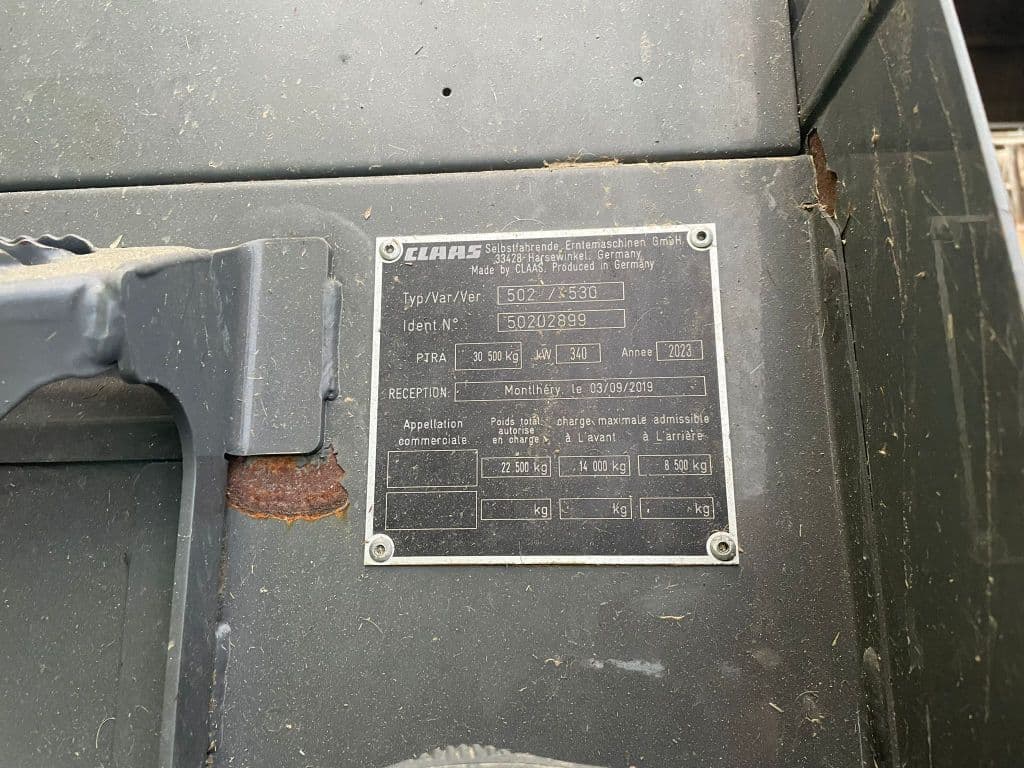 CLAAS Selbstfahrende Erntemaschinen GmbH,
33428-Harsewinkel. Germany
Made by CLAAS. Produced in Germany
Typ/Var/Ver. 502 / 530
Ident.N° 50202899
PTRA 30 500 kg kW 340 Annee 2023
RECEPTION: Montlhéry, le 03/09/2019
Appellation commerciale
Poids total autorise en charge
charge maximale admissible
à L'avant à L'arrière
22 500 kg 14 000 kg 8 500 kg
kg kg kg